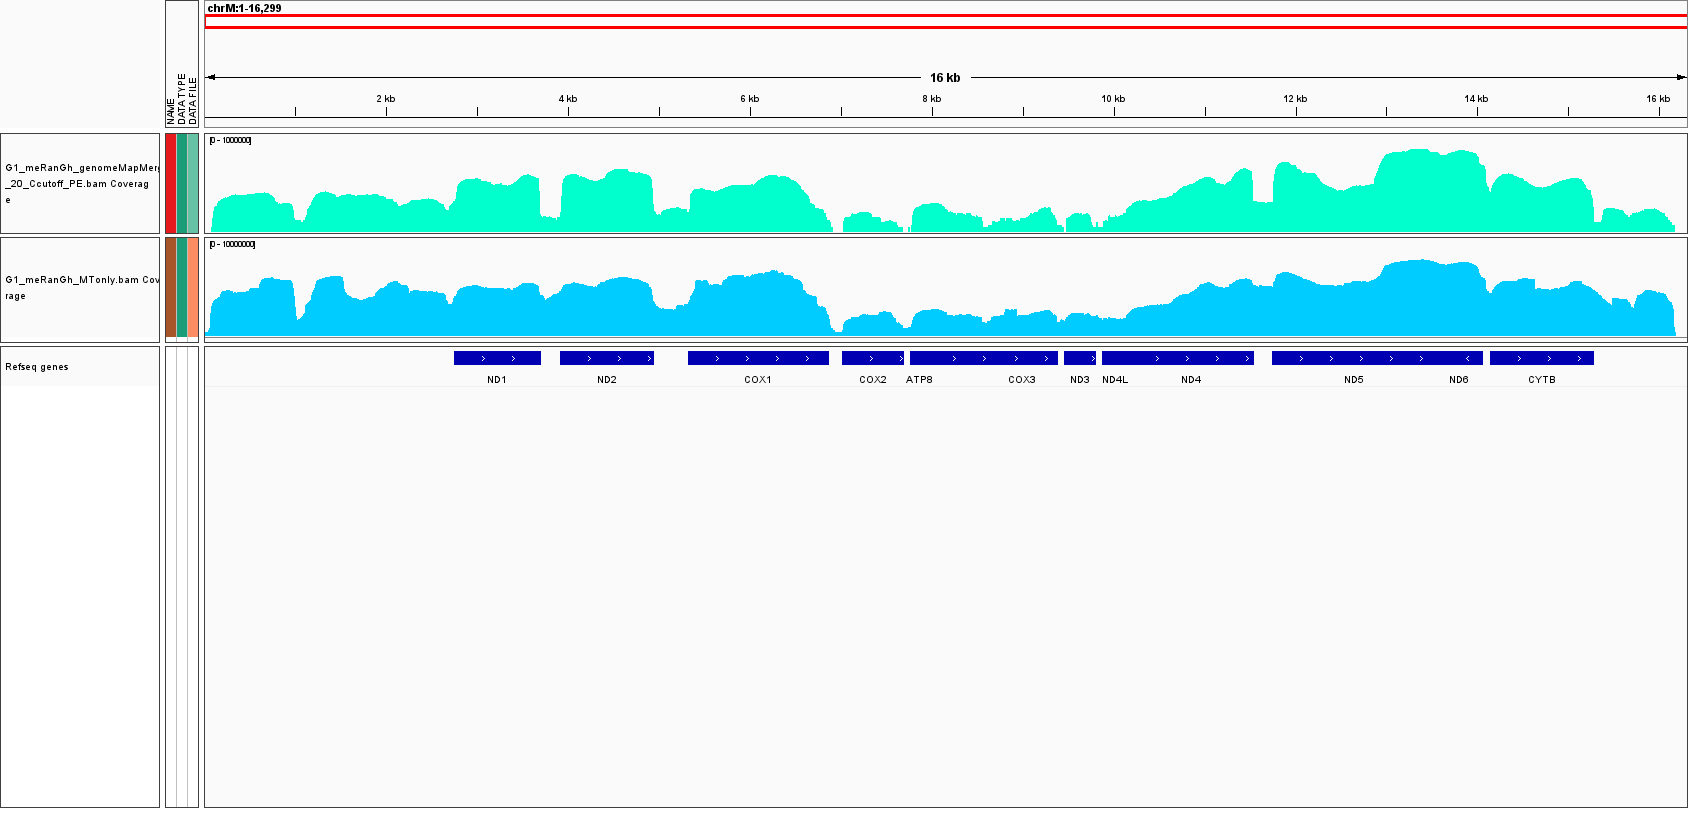 chrM:1-16,299
NAME
DATA TYPE
DATA FILE
16 kb
2 kb 4 kb 6 kb 8 kb 10 kb 12 kb 14 kb 16 kb
[0 - 1000000]
G1_meRanGh_genomeMapMerg
_20_Ccutoff_PE.bam Coverag
e
[0 - 10000000]
G1_meRanGh_MTonly.bam Cov
rage
Refseq genes
ND1 ND2 COX1 COX2 ATP8 COX3 ND3 ND4L ND4 ND5 ND6 CYTB